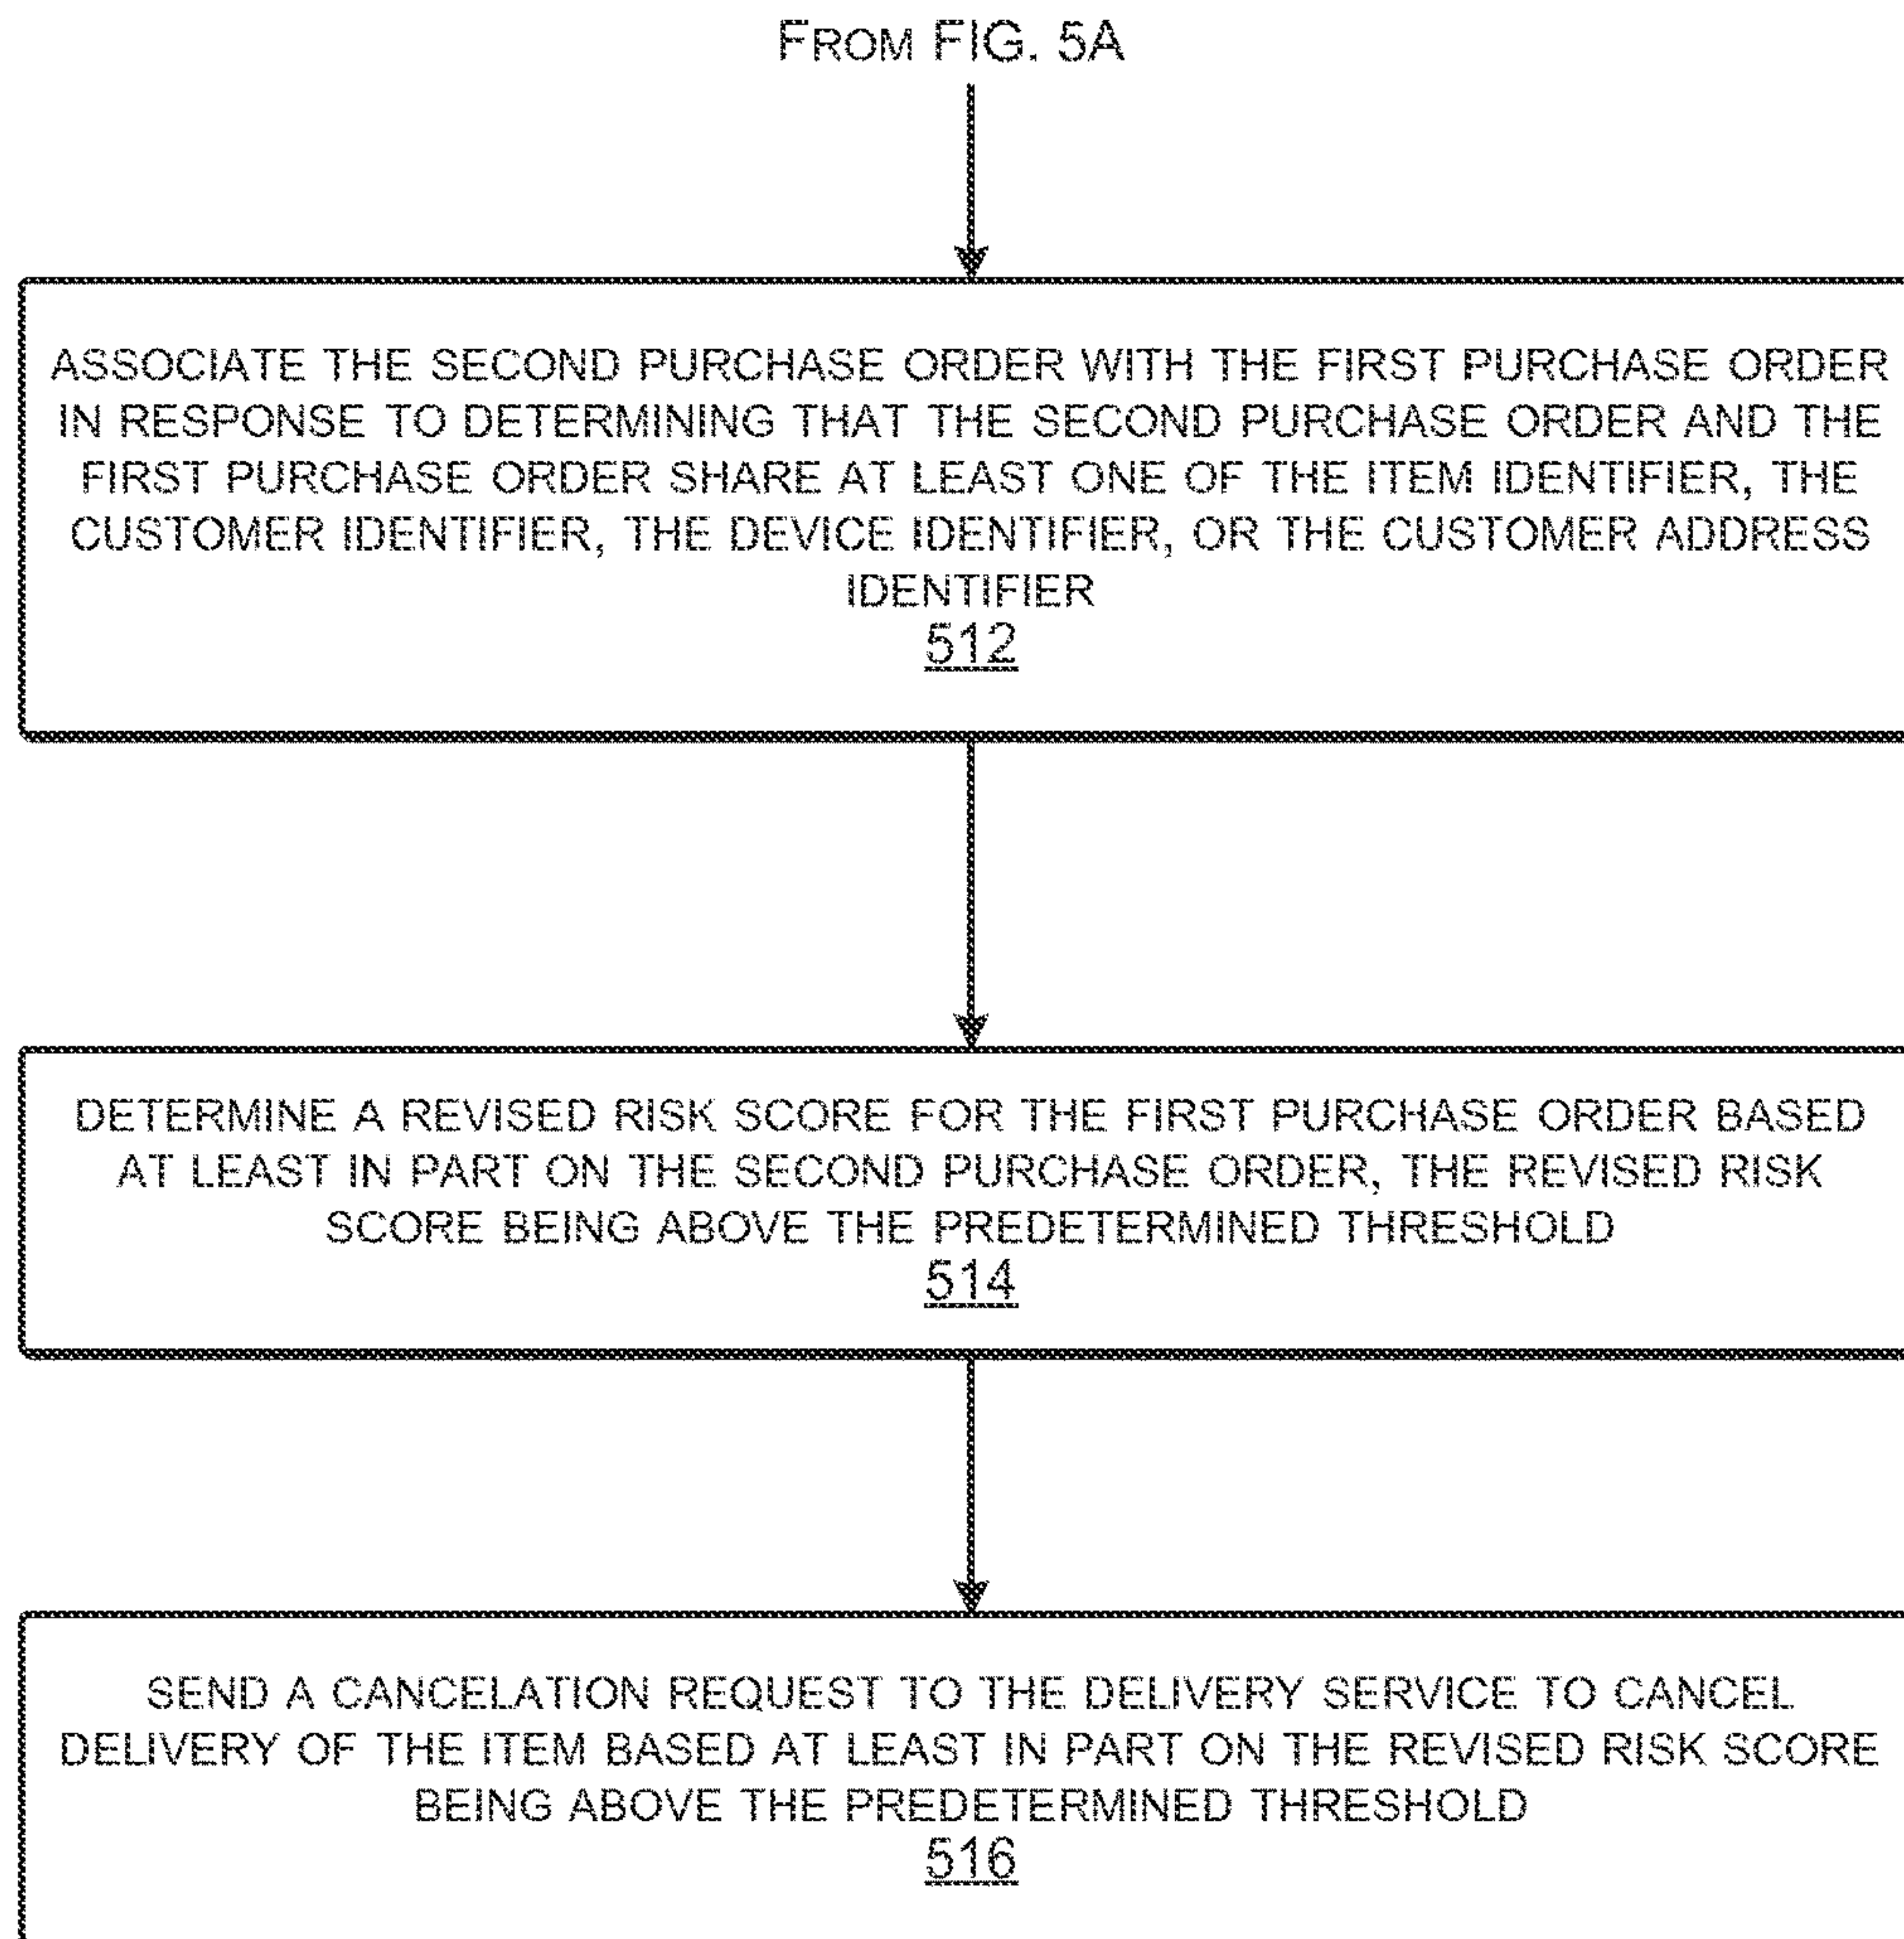 FROM FIG. 5A
ASSOCIATE THE SECOND PURCHASE ORDER WITH THE FIRST PURCHASE ORDER
IN RESPONSE TO DETERMINING THAT THE SECOND PURCHASE ORDER AND THE
FIRST PURCHASE ORDER SHARE AT LEAST ONE OF THE ITEM IDENTIFIER, THE
CUSTOMER IDENTIFIER, THE DEVICE IDENTIFIER, OR THE CUSTOMER ADDRESS
IDENTIFIER
512
DETERMINE A REVISED RISK SCORE FOR THE FIRST PURCHASE ORDER BASED
AT LEAST IN PART ON THE SECOND PURCHASE ORDER, THE REVISED RISK
SCORE BEING ABOVE THE PREDETERMINED THRESHOLD
514
SEND A CANCELATION REQUEST TO THE DELIVERY SERVICE TO CANCEL
DELIVERY OF THE ITEM BASED AT LEAST IN PART ON THE REVISED RISK SCORE
BEING ABOVE THE PREDETERMINED THRESHOLD
516